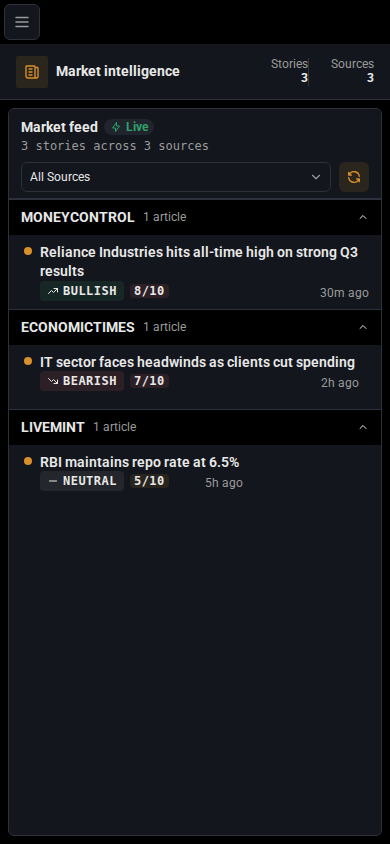 Market intelligence
Stories
3
Sources
3
Market feed
Live
3 stories across 3 sources
All Sources
MONEYCONTROL 1 article
Reliance Industries hits all-time high on strong Q3
results
BULLISH 8/10 30m ago
ECONOMICTIMES 1 article
IT sector faces headwinds as clients cut spending
BEARISH 7/10 2h ago
LIVEMINT 1 article
RBI maintains repo rate at 6.5%
NEUTRAL 5/10 5h ago